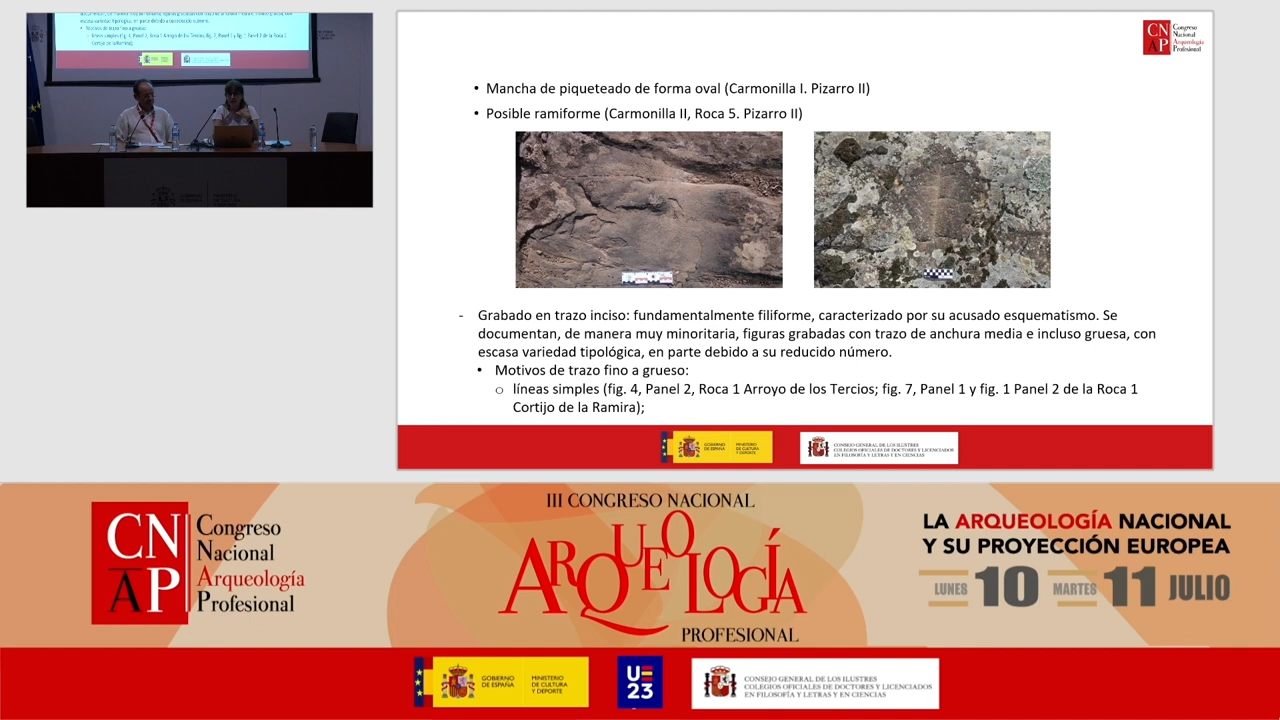 CN
AP
Congreso
Nacional
Arqueología
Profesional
• Mancha de piqueteado de forma oval (Carmonilla I. Pizarro II)
• Posible ramiforme (Carmonilla II, Roca 5. Pizarro II)
- Grabado en trazo inciso: fundamentalmente filiforme, caracterizado por su acusado esquematismo. Se
documentan, de manera muy minoritaria, figuras grabadas con trazo de anchura media e incluso gruesa, con
escasa variedad tipológica, en parte debido a su reducido número.
• Motivos de trazo fino a grueso:
o líneas simples (fig. 4, Panel 2, Roca 1 Arroyo de los Tercios; fig. 7, Panel 1 y fig. 1 Panel 2 de la Roca 1
Cortijo de la Ramira);
GOBIERNO
DE ESPAÑA
MINISTERIO
DE CULTURA
Y DEPORTE
CONSEJO GENERAL DE LOS ILUSTRES
COLEGIOS OFICIALES DE DOCTORES Y LICENCIADOS
EN FILOSOFÍA Y LETRAS Y EN CIENCIAS
CN
AP
Congreso
Nacional
Arqueología
Profesional
III CONGRESO NACIONAL
ARQUEOLOGÍA
PROFESIONAL
LA ARQUEOLOGÍA NACIONAL
Y SU PROYECCIÓN EUROPEA
LUNES 10 MARTES 11 JULIO
GOBIERNO
DE ESPAÑA
MINISTERIO
DE CULTURA
Y DEPORTE
UE
23
CONSEJO GENERAL DE LOS ILUSTRES
COLEGIOS OFICIALES DE DOCTORES Y LICENCIADOS
EN FILOSOFÍA Y LETRAS Y EN CIENCIAS